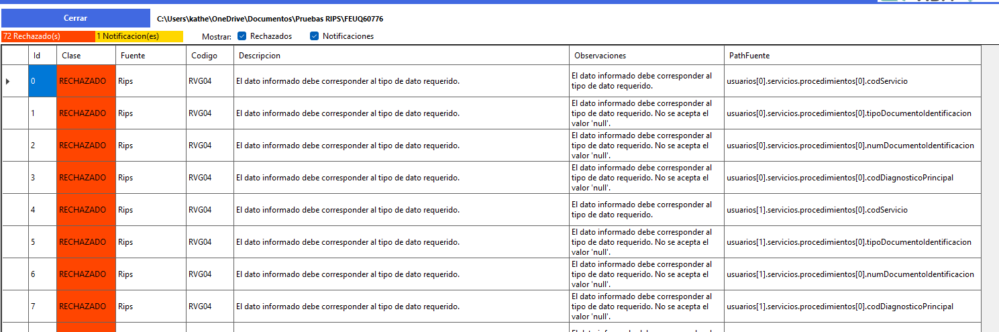 Cerrar
C:\Users\kathe\OneDrive\Documentos\Pruebas RIPS\FEUQ60776
72 Rechazado(s) 1 Notificacion(es) Mostrar: Rechazados Notificaciones
Id Clase Fuente Codigo Descripcion Observaciones PathFuente
0 RECHAZADO Rips RVG04 El dato informado debe corresponder al tipo de dato requerido. El dato informado debe corresponder al
tipo de dato requerido. usuarios[0].servicios.procedimientos[0].codServicio
1 RECHAZADO Rips RVG04 El dato informado debe corresponder al tipo de dato requerido. El dato informado debe corresponder al
tipo de dato requerido. No se acepta el
valor 'null'. usuarios[0].servicios.procedimientos[0].tipoDocumentoIdentificacion
2 RECHAZADO Rips RVG04 El dato informado debe corresponder al tipo de dato requerido. El dato informado debe corresponder al
tipo de dato requerido. No se acepta el
valor 'null'. usuarios[0].servicios.procedimientos[0].numDocumentoIdentificacion
3 RECHAZADO Rips RVG04 El dato informado debe corresponder al tipo de dato requerido. El dato informado debe corresponder al
tipo de dato requerido. No se acepta el
valor 'null'. usuarios[0].servicios.procedimientos[0].codDiagnosticoPrincipal
4 RECHAZADO Rips RVG04 El dato informado debe corresponder al tipo de dato requerido. El dato informado debe corresponder al
tipo de dato requerido. usuarios[1].servicios.procedimientos[0].codServicio
5 RECHAZADO Rips RVG04 El dato informado debe corresponder al tipo de dato requerido. El dato informado debe corresponder al
tipo de dato requerido. No se acepta el
valor 'null'. usuarios[1].servicios.procedimientos[0].tipoDocumentoIdentificacion
6 RECHAZADO Rips RVG04 El dato informado debe corresponder al tipo de dato requerido. El dato informado debe corresponder al
tipo de dato requerido. No se acepta el
valor 'null'. usuarios[1].servicios.procedimientos[0].numDocumentoIdentificacion
7 RECHAZADO Rips RVG04 El dato informado debe corresponder al tipo de dato requerido. El dato informado debe corresponder al
tipo de dato requerido. No se acepta el
valor 'null'. usuarios[1].servicios.procedimientos[0].codDiagnosticoPrincipal